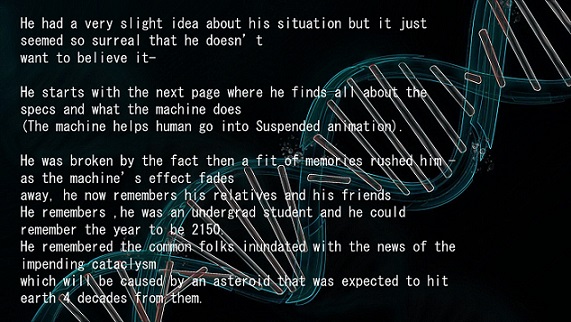 He had a very slight idea about his situation but it just
seemed so surreal that he doesn't
want to believe it-
He starts with the next page where he finds all about the
specs and what the machine does
(The machine helps human go into Suspended animation).
He was broken by the fact then a fit of memories rushed him -
as the machine's effect fades
away, he now remembers his relatives and his friends
He remembers ,he was an undergrad student and he could
remember the year to be 2150.
He remembered the common folks inundated with the news of the
impending cataclysm
which will be caused by an asteroid that was expected to hit
earth 4 decades from them.